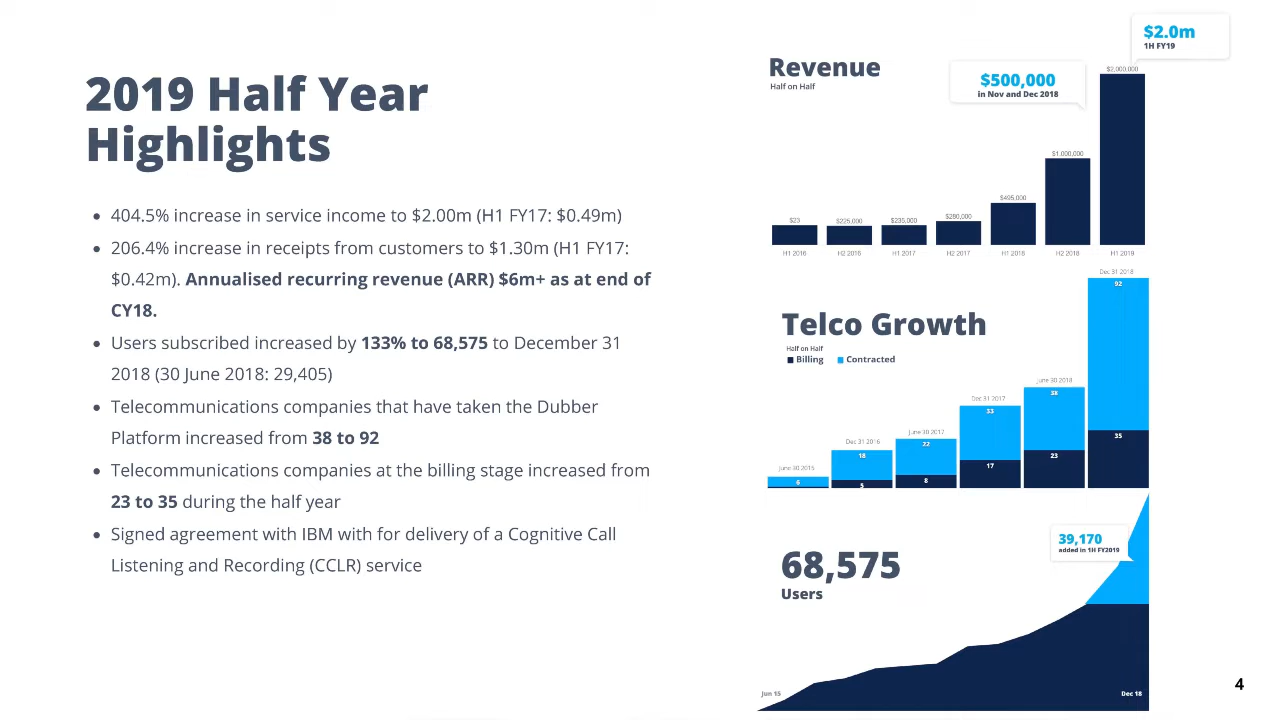 2019 Half Year
Highlights
• 404.5% increase in service income to $2.00m (H1 FY17: $0.49m)
• 206.4% increase in receipts from customers to $1.30m (H1 FY17:
$0.42m). Annualised recurring revenue (ARR) $6m+ as at end of
CY18.
• Users subscribed increased by 133% to 68,575 to December 31
2018 (30 June 2018: 29,405)
• Telecommunications companies that have taken the Dubber
Platform increased from 38 to 92
• Telecommunications companies at the billing stage increased from
23 to 35 during the half year
• Signed agreement with IBM with for delivery of a Cognitive Call
Listening and Recording (CCLR) service
$2.0m
1H FY19
Revenue
Half on Half
$500,000
in Nov and Dec 2018
$2,000,000
$1,000,000
$495,000
$23
$225,000
$235,000
$280,000
H1 2016
H2 2016
H1 2017
H2 2017
H1 2018
H2 2018
H1 2019
Telco Growth
Half on Half
Billing
Contracted
Dec 31 2018
92
June 30 2018
38
Dec 31 2017
33
June 30 2017
22
Dec 31 2016
18
June 30 2015
6
5
8
17
23
35
68,575
Users
39,170
added in 1H FY2019
Jun 15
Dec 18
4